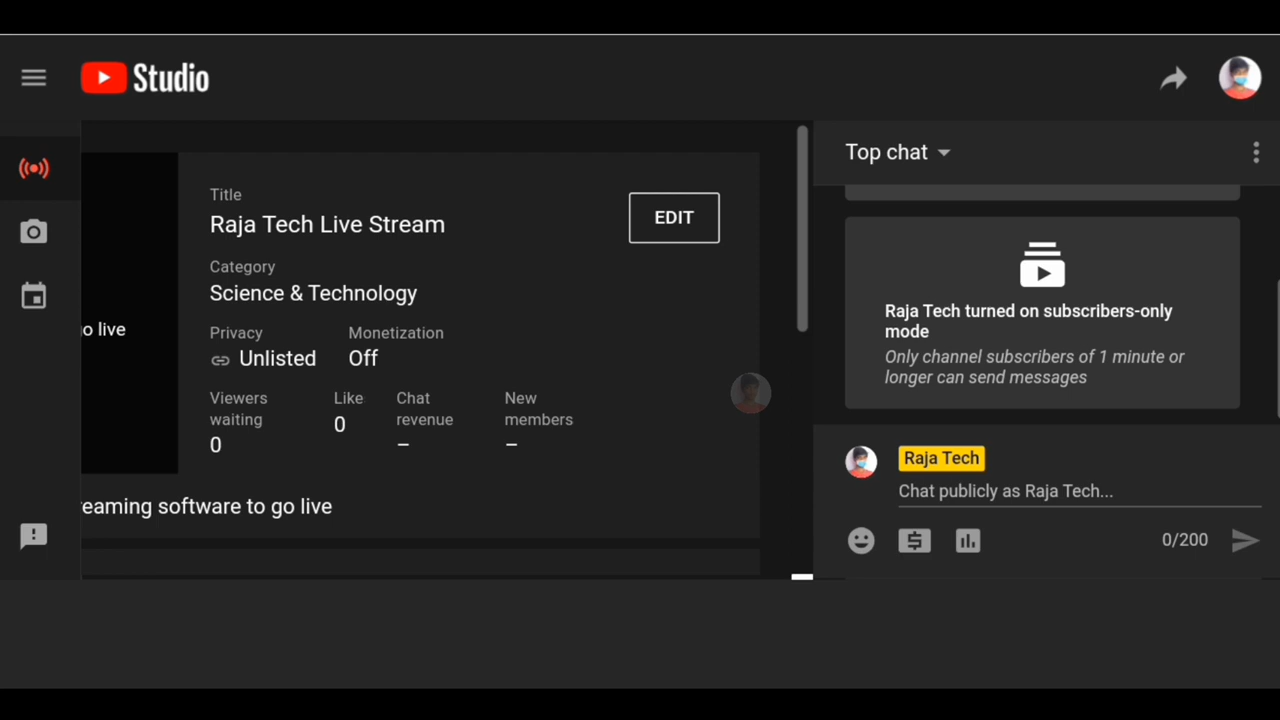 Studio
Title
Raja Tech Live Stream
EDIT
Category
Science & Technology
Privacy
Monetization
Unlisted
Off
Viewers
waiting
0
Like
0
Chat
revenue
–
New
members
–
go live
reaming software to go live
Top chat
Raja Tech turned on subscribers-only
mode
Only channel subscribers of 1 minute or
longer can send messages
Raja Tech
Chat publicly as Raja Tech...
0/200